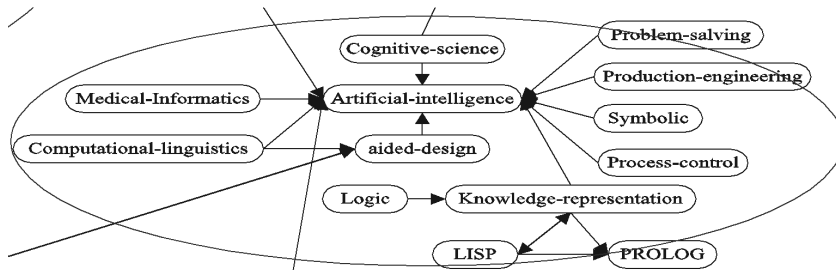 Cognitive-science
Problem-salving
Production-engineering
Medical-Informatics
Artificial-intelligence
Symbolic
Computational-linguistics
aided-design
Process-control
Logic
Knowledge-representation
LISP
PROLOG